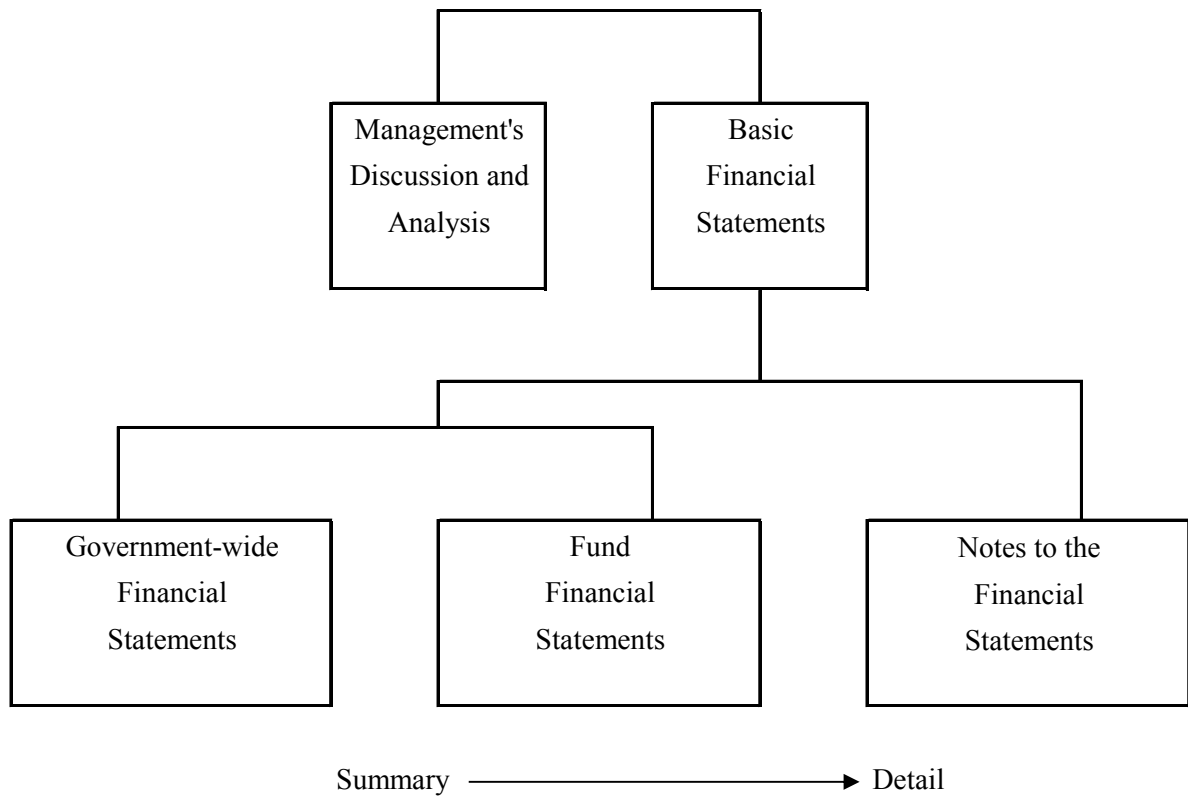 Management's
Discussion and
Analysis
Basic
Financial
Statements
Government-wide
Financial
Statements
Fund
Financial
Statements
Notes to the
Financial
Statements
Summary
Detail